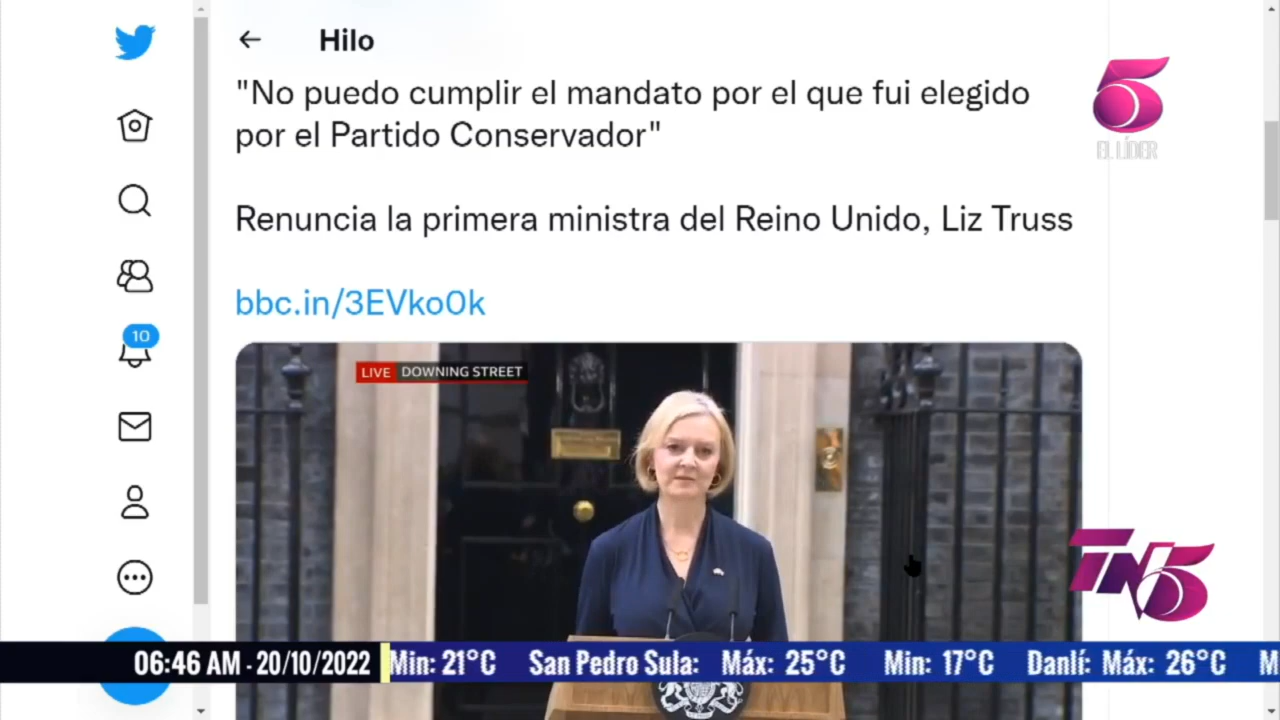 Hilo
"No puedo cumplir el mandato por el que fui elegido
por el Partido Conservador"
Renuncia la primera ministra del Reino Unido, Liz Truss
bbc.in/3EVko0k
5
EL LÍDER
10
LIVE DOWNING STREET
TN5
06:46 AM - 20/10/2022 Min: 21°C San Pedro Sula: Máx: 25°C Min: 17°C Danlí: Máx: 26°C M